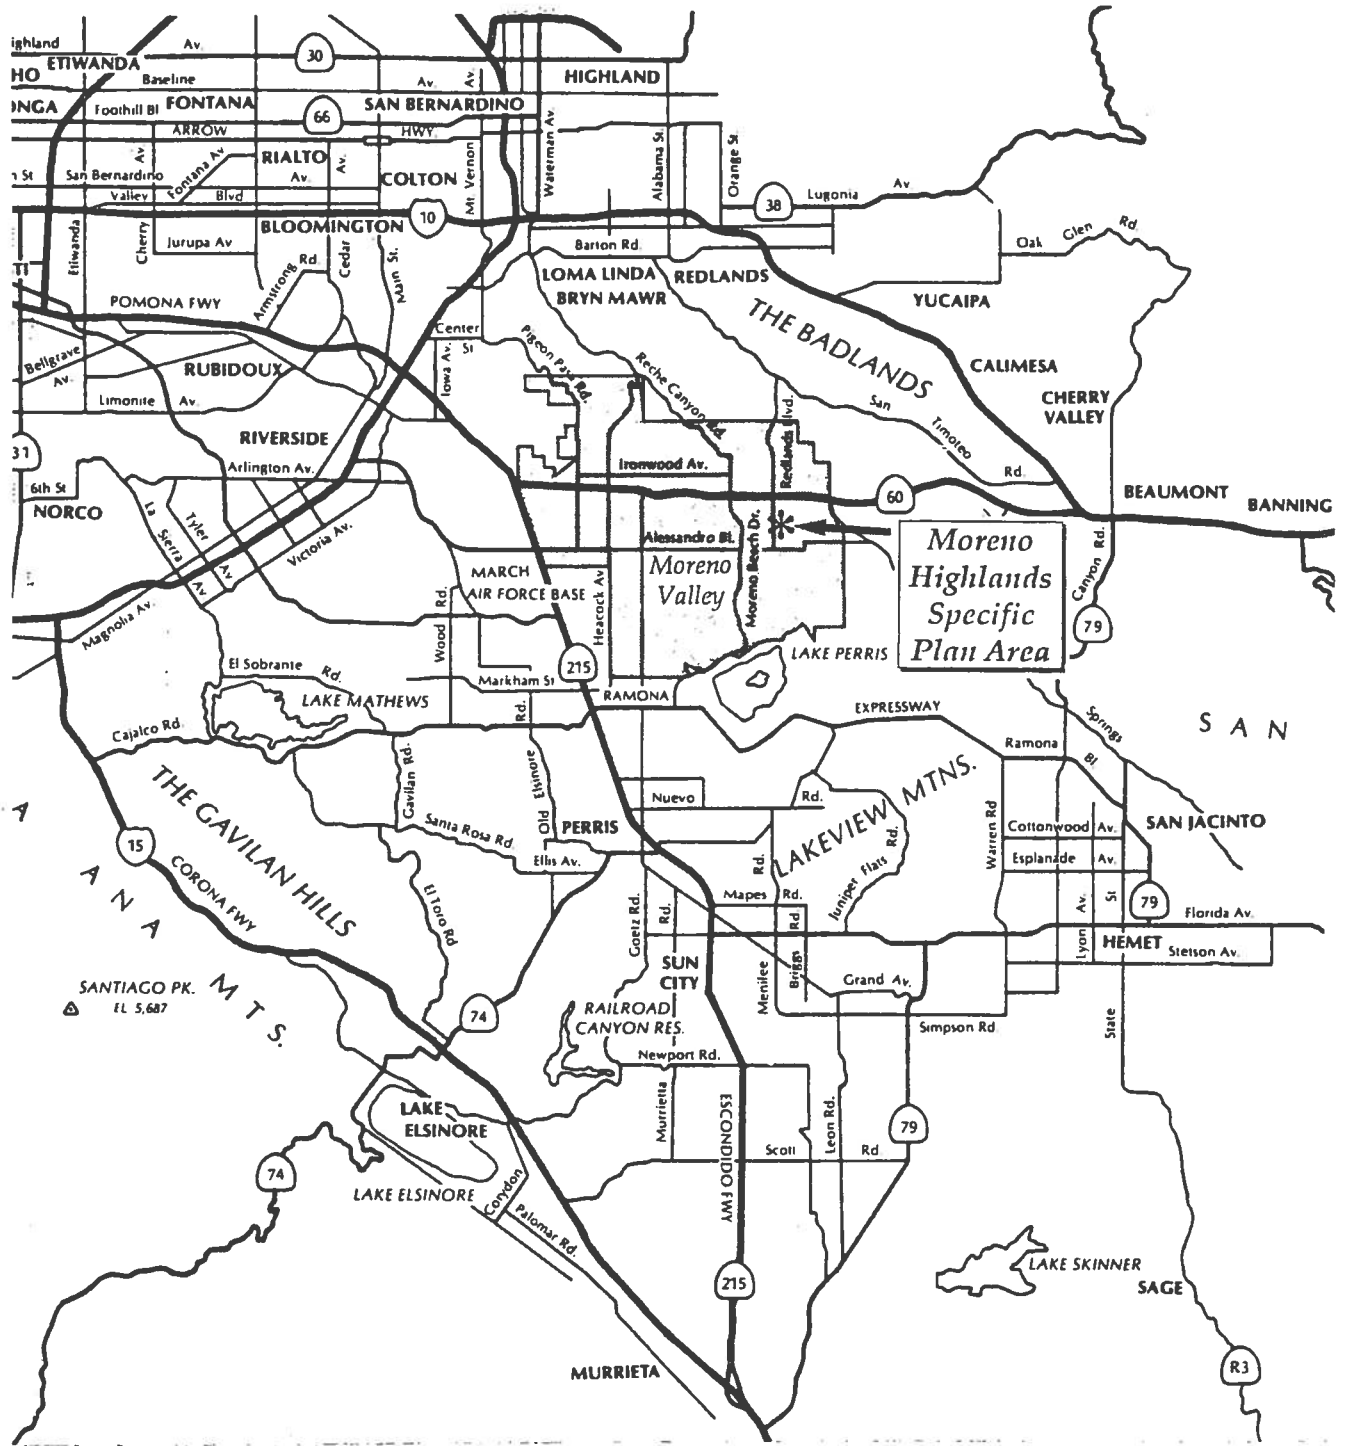 ighland
Av.
30
ETIWANDA
HO
HIGHLAND
Baseline
Av.
Av.
ONGA
Foothill Bl
FONTANA
66
SAN BERNARDINO
ARROW
HWY.
Waterman Av.
Alabama St.
Orange St.
Av.
Fontana Av
RIALTO
Av.
Mt Vernon
n St
San Bernardino
Av.
COLTON
Valley
Blvd
38
Lugonia
Av.
BLOOMINGTON
10
Etiwanda
Cherry
Jurupa Av
Cedar
Main St.
Barton Rd.
Oak
Glen
Rd.
TI
Armstrong
Rd.
LOMA LINDA
REDLANDS
BRYN MAWR
YUCAIPA
POMONA FWY
THE BADLANDS
Center
St
Iowa Av.
Pigeon Pass Rd.
Reche Canyon Rd.
Bellgrave
Av.
RUBIDOUX
CALIMESA
Limonite
Av.
Redlands Blvd.
San
Timoteo
Rd.
CHERRY
VALLEY
RIVERSIDE
31
Arlington Av.
Ironwood Av.
6th St
NORCO
La
Sierra
Av
Tyler
Av
Victoria Av.
60
BEAUMONT
BANNING
Alessandro Bl.
Moreno Beach Dr.
Moreno
Highlands
Specific
Plan Area
Moreno
Valley
MARCH
AIR FORCE BASE
Heacock Av
Canyon Rd.
79
Magnolia Av.
Wood
Rd.
215
LAKE PERRIS
El Sobrante
Rd.
LAKE MATHEWS
Markham St
RAMONA
EXPRESSWAY
Springs
SAN
Cajalco Rd.
Ramona
Bl.
THE GAVILAN HILLS
Gavilan Rd.
Old
Elsinore
Rd.
Nuevo
Rd.
LAKEVIEW MTNS.
A
Santa Rosa Rd.
PERRIS
Warren Rd
Cottonwood
Av.
SAN JACINTO
15
CORONA FWY
Ellis Av.
Rd.
Juniper Flats Rd.
Esplanade
Av.
ANA
El Toro Rd
Goetz Rd.
Rd.
Mapes
Rd.
Rd.
Lyon
Av.
St
79
Florida Av.
HEMET
Stetson Av.
SUN
CITY
Menifee
Briggs
Grand Av.
SANTIAGO PK.
EL 5,687
MTS.
74
RAILROAD
CANYON RES.
Simpson Rd.
State
Newport Rd.
LAKE
ELSINORE
Murrieta
ESCONDIDO FWY
Leon Rd.
79
Scott
Rd
74
LAKE ELSINORE
Corydon
Palomar Rd.
215
LAKE SKINNER
SAGE
MURRIETA
R3